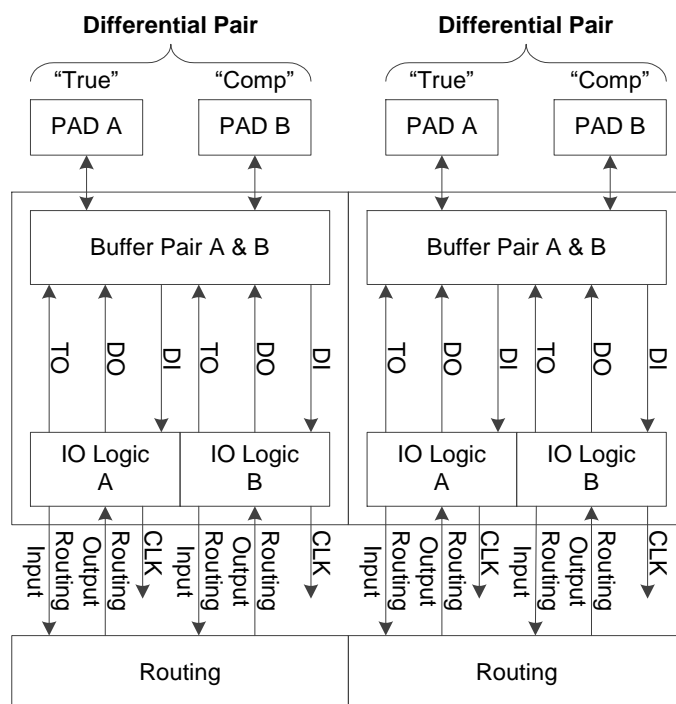 Differential Pair Differential Pair
“True” “Comp” “True” “Comp”
PAD A PAD B PAD A PAD B
Buffer Pair A & B Buffer Pair A & B
TO DO DI TO DO DI TO DO DI TO DO DI
IO Logic A IO Logic B IO Logic A IO Logic B
Routing Input Routing Output CLK Routing Input Routing Output CLK Routing Input Routing Output CLK Routing Input Routing Output CLK
Routing Routing